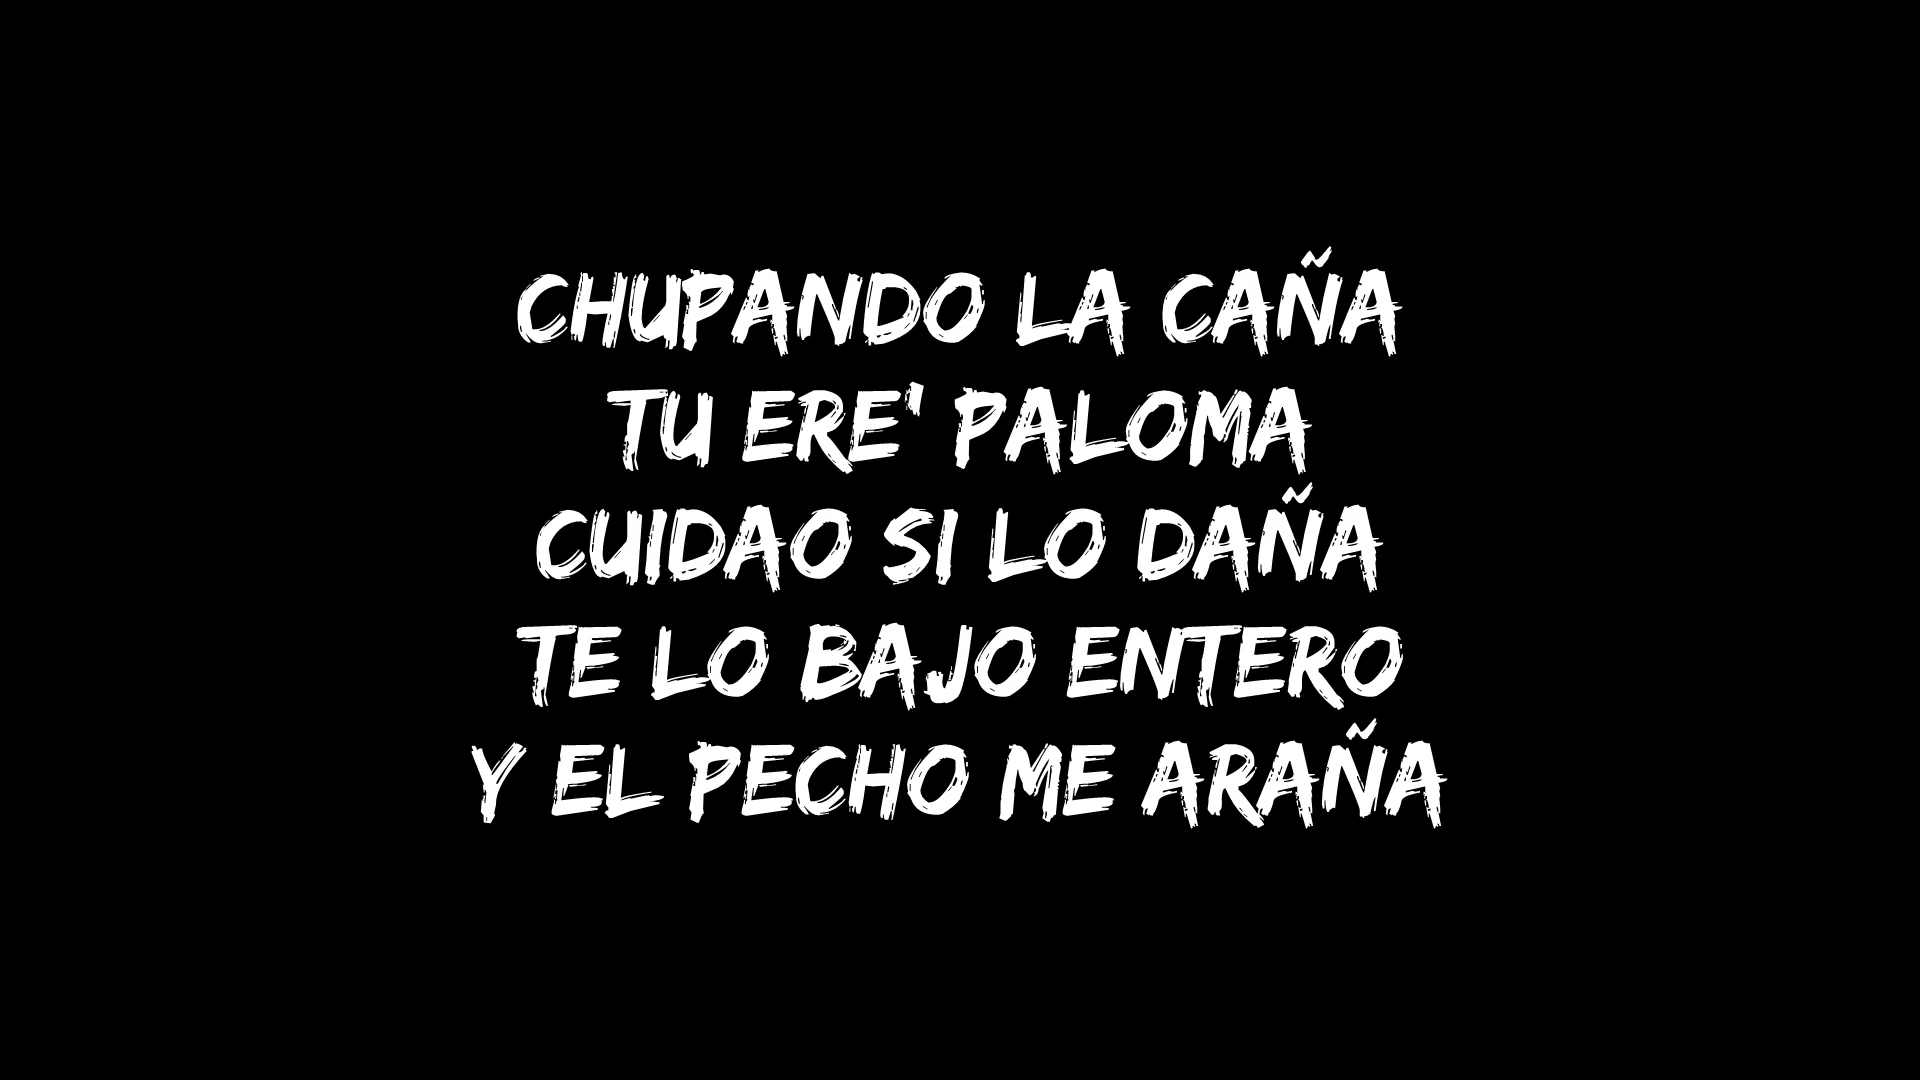 CHUPANDO LA CAÑA
TU ERE' PALOMA
CUIDAO SI LO DAÑA
TE LO BAJO ENTERO
Y EL PECHO ME ARAÑA